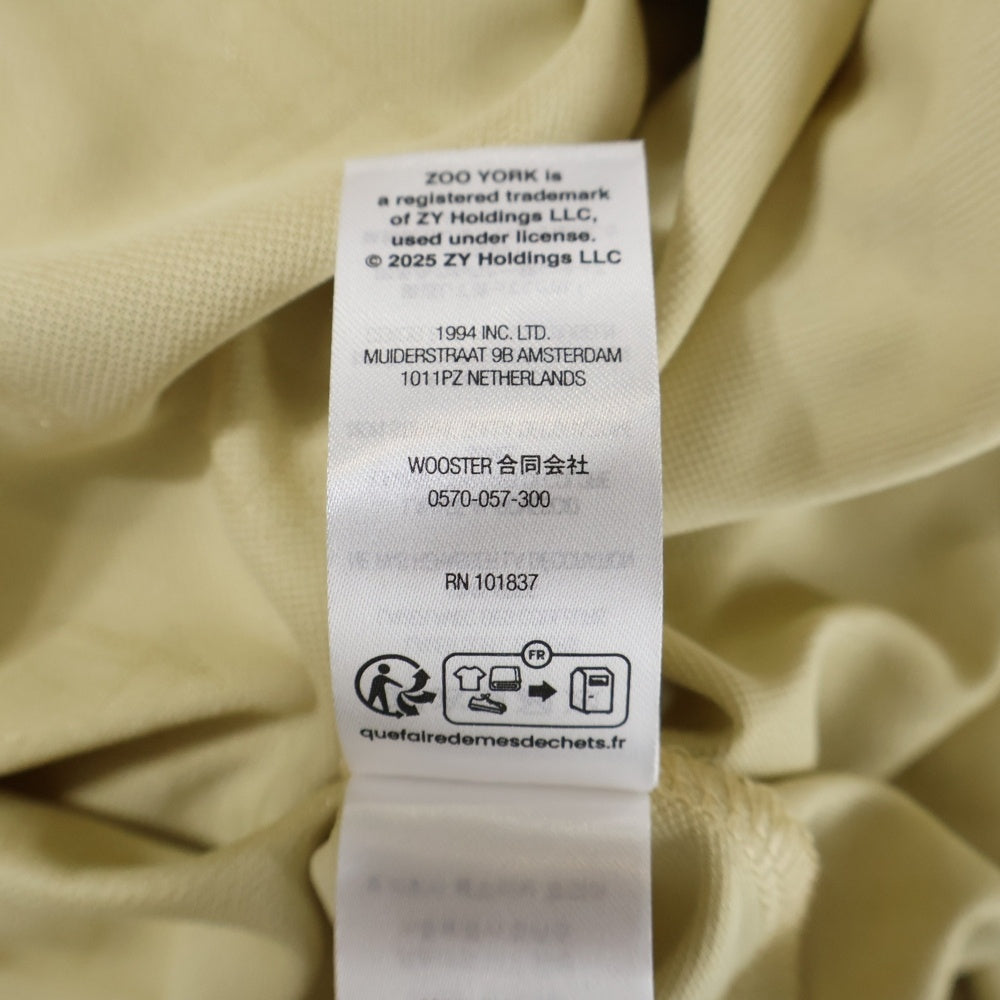 ZOO YORK is
a registered trademark
of ZY Holdings LLC,
used under license.
© 2025 ZY Holdings LLC
1994 INC. LTD.
MUIDERSTRAAT 9B AMSTERDAM
1011PZ NETHERLANDS
WOOSTER 合同会社
0570-057-300
RN 101837
FR
quefairedemesdechets.fr